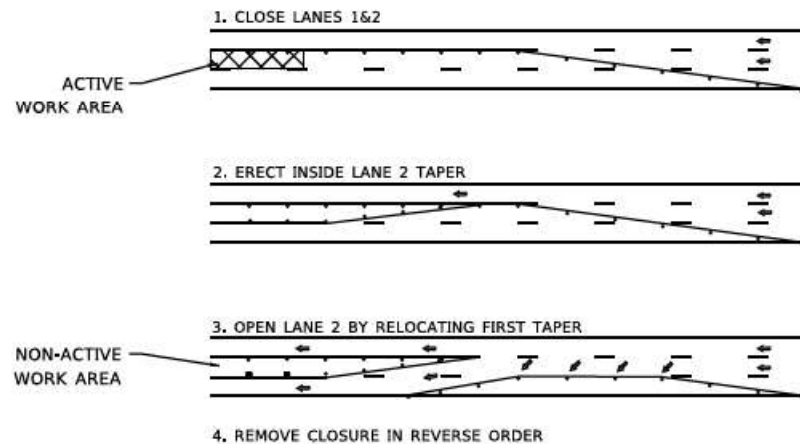 1. CLOSE LANES 1&2
ACTIVE
WORK AREA
2. ERECT INSIDE LANE 2 TAPER
3. OPEN LANE 2 BY RELOCATING FIRST TAPER
NON-ACTIVE
WORK AREA
4. REMOVE CLOSURE IN REVERSE ORDER